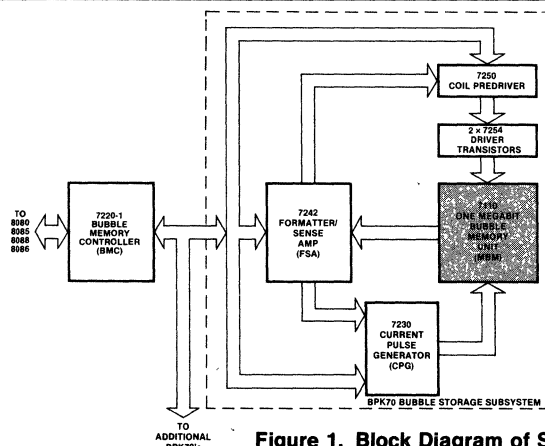 7250
COIL PREDRIVER
2 x 7254
DRIVER
TRANSISTORS
TO
8080
8085
8088
8086
7220-1
BUBBLE
MEMORY
CONTROLLER
(BMC)
7242
FORMATTER/
SENSE
AMP
(FSA)
7110
ONE MEGABIT
BUBBLE
MEMORY
UNIT
(MBM)
7230
CURRENT
PULSE
GENERATOR
(CPG)
BPK70 BUBBLE STORAGE SUBSYSTEM
TO
ADDITIONAL
BPK70's
Figure 1. Block Diagram of S